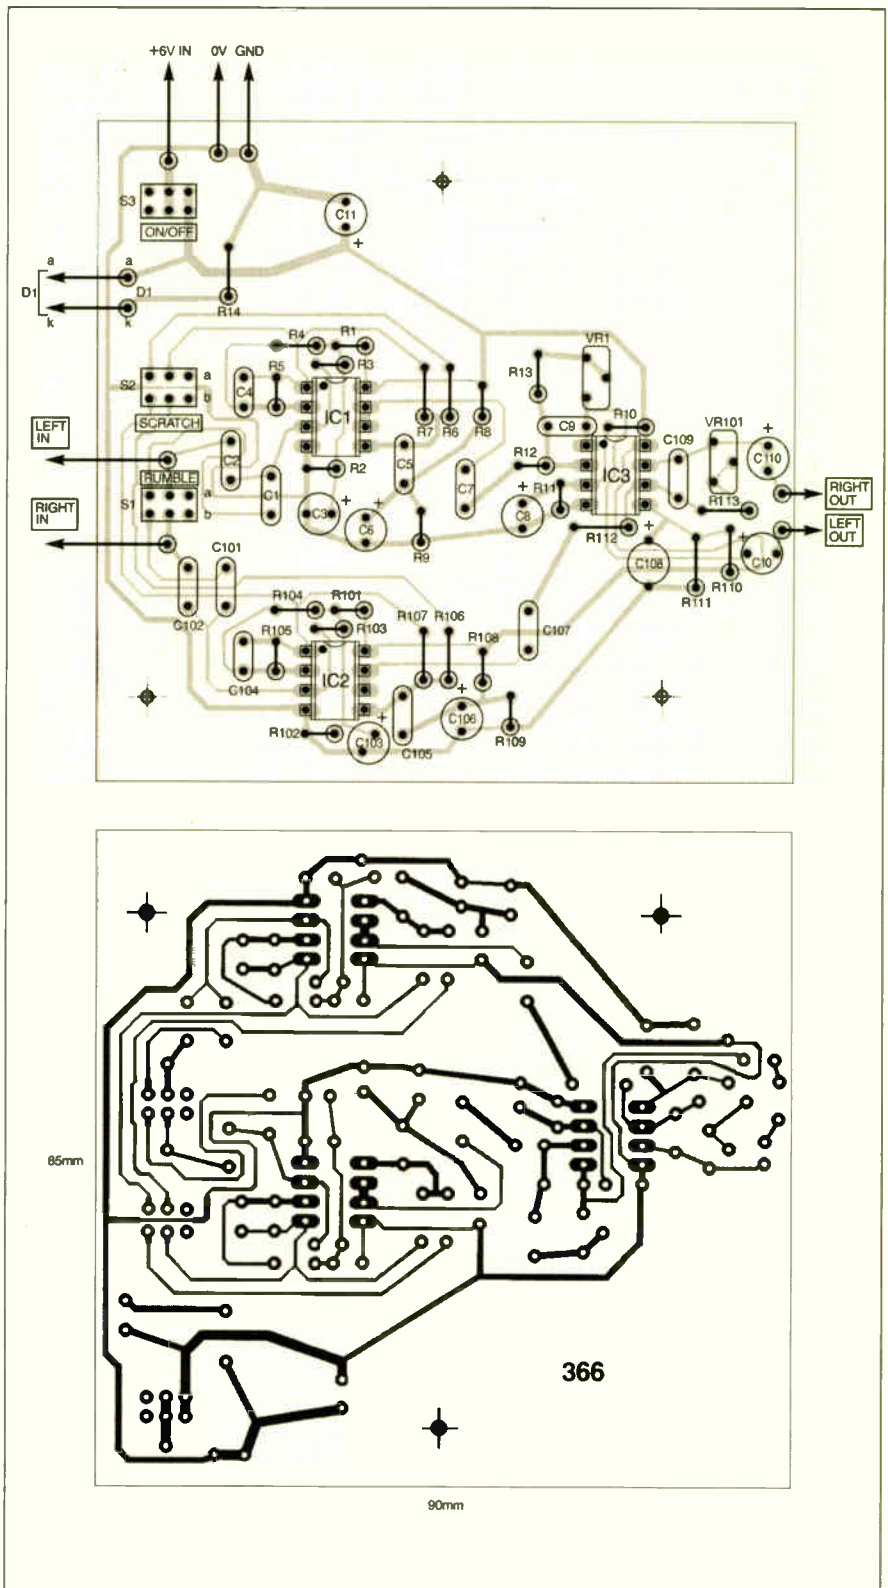 +6V IN 0V GND
S3
C11
ON/OFF
+
a a
D1 D1
k k
R14
R4 R1
VR1
R5 R3
R13
S2 a
b
C4
IC1
SCRATCH
R7 R6 R8
C9 R10
VR101
+
LEFT
IN
C2
R2
C5
R12
IC3
C109
C110
RUMBLE
S1 a
b
C1
C7
R11
RIGHT
OUT
RIGHT
IN
+
C3
+
C6
+
C8
R113
R9
R112
+
LEFT
OUT
C101
C108
+
C10
R110
R111
C102
R104 R101
R107 R106
R105 R103
R108
C107
C104
IC2
+
C106
R102
+
C103
C105
R109
85mm
366
90mm